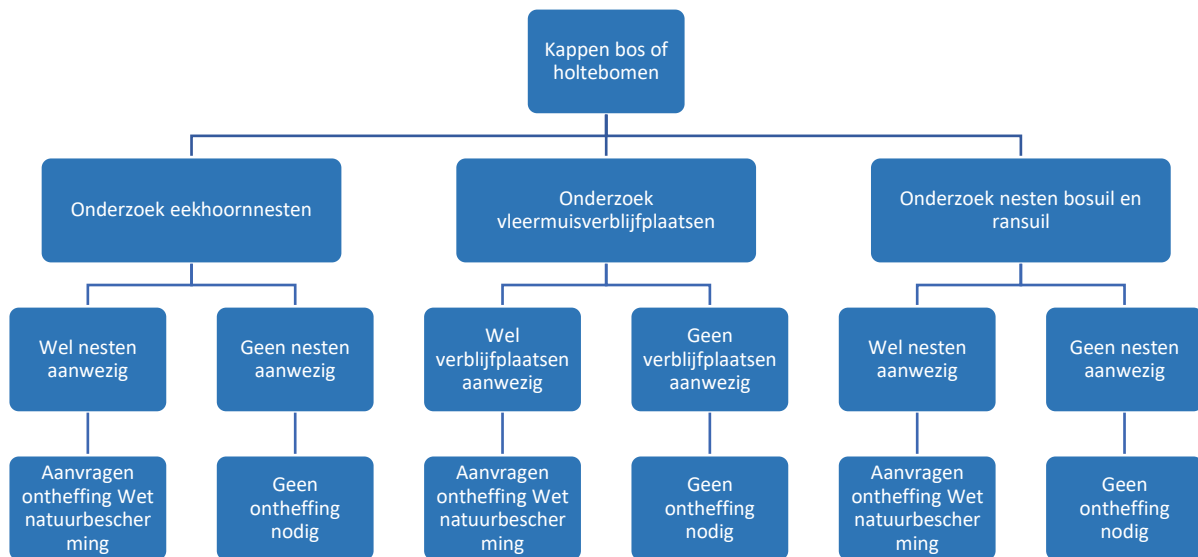 Kappen bos of
holtebomen
Onderzoek eekhoornnesten
Onderzoek
vleermuisverblijfplaatsen
Onderzoek nesten bosuil en
ransuil
Wel nesten
aanwezig
Geen nesten
aanwezig
Wel
verblijfplaatsen
aanwezig
Geen
verblijfplaatsen
aanwezig
Wel nesten
aanwezig
Geen nesten
aanwezig
Aanvragen
ontheffing Wet
natuurbescher
ming
Geen
ontheffing
nodig
Aanvragen
ontheffing Wet
natuurbescher
ming
Geen
ontheffing
nodig
Aanvragen
ontheffing Wet
natuurbescher
ming
Geen
ontheffing
nodig